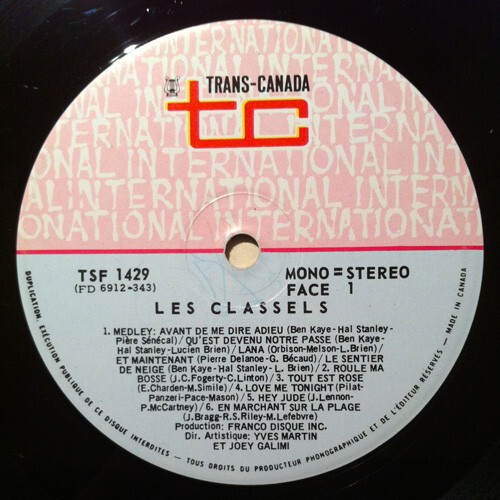 TRANS-CANADA
tc
INTERNATIONAL INTERNATIONAL
TSF 1429
(FD 6912-343)
MONO = STEREO
FACE 1
LES CLASSELS
1. MEDLEY: AVANT DE ME DIRE ADIEU (Ben Kaye-Hal Stanley-
Pière Sénécal)/ QU'EST DEVENU NOTRE PASSE (Ben Kaye-
Hal Stanley-Lucien Brien)/ LANA (Orbison-Melson-L. Brien)/
ET MAINTENANT (Pierre Delanoe-G. Bécaud)/ LE SENTIER
DE NEIGE (Ben Kaye-Hal Stanley- L. Brien)/ 2. ROULE MA
BOSSE (J.C. Fogerty-C. Linton)/ 3. TOUT EST ROSE
(E. Charden-M. Simile)/ 4. LOVE ME TONIGHT (Pilat-
Panzeri-Pace-Mason)/ 5. HEY JUDE (J. Lennon-
P. McCartney)/ 6. EN MARCHANT SUR LA PLAGE
(J. Bragg-R.S. Riley-M. Lefebvre)
Production: FRANCO DISQUE INC.
Dir. Artistique: YVES MARTIN
ET JOEY GALIMI
DUPLICATION, EXÉCUTION PUBLIQUE DE CE DISQUE INTERDITES – TOUS DROITS DU PRODUCTEUR PHONOGRAPHIQUE ET DE L'ÉDITEUR RÉSERVÉS – MADE IN CANADA